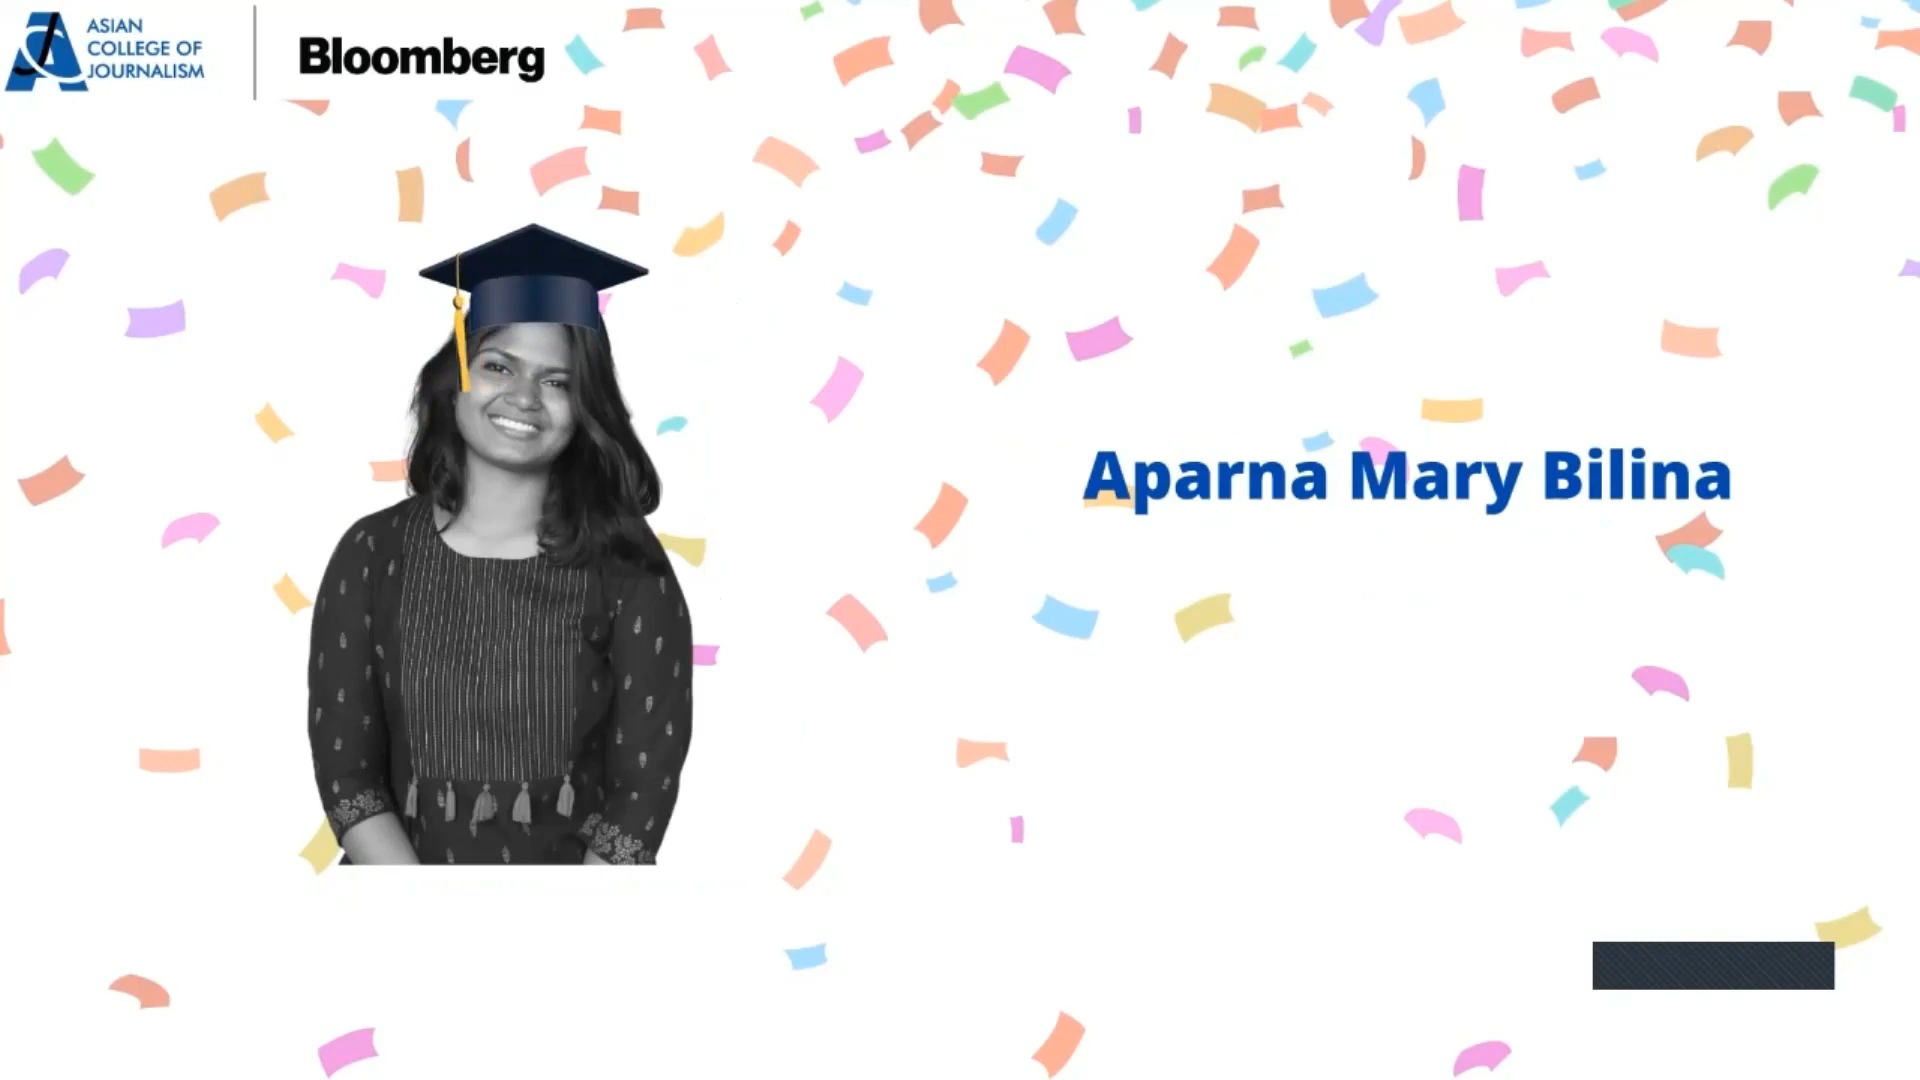 ASIAN
COLLEGE OF
JOURNALISM
Bloomberg
Aparna Mary Bilina